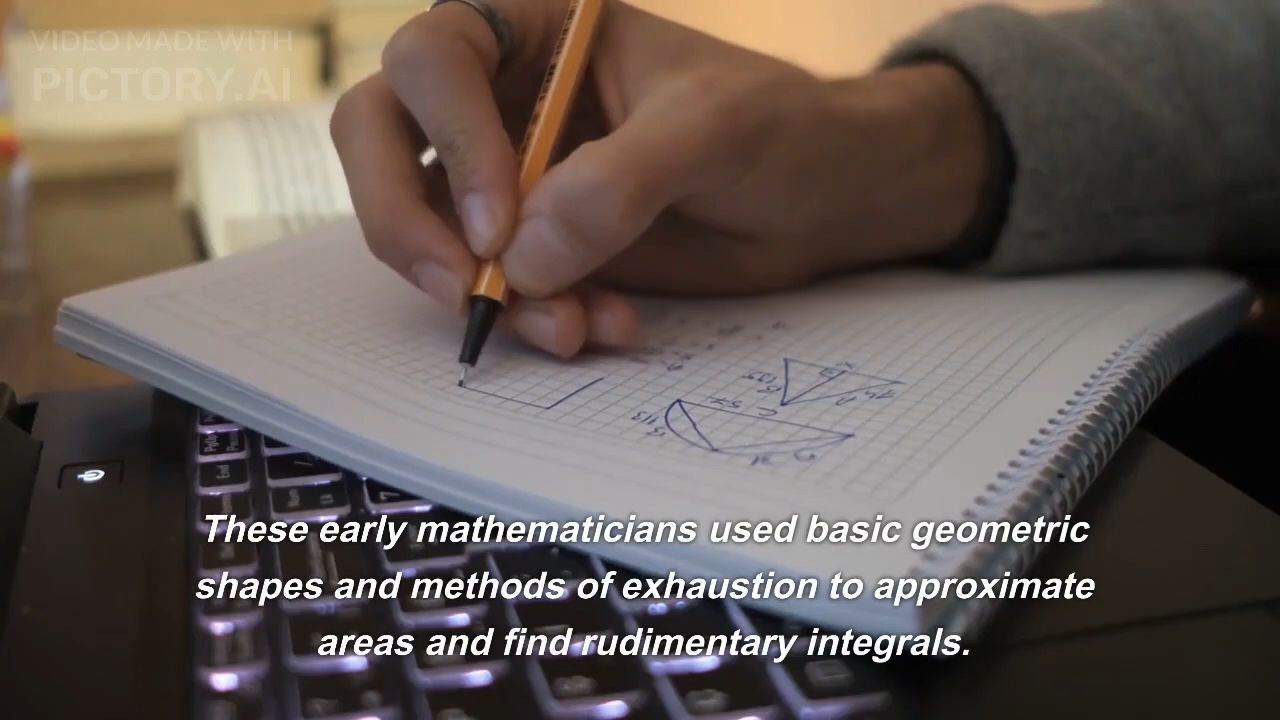 VIDEO MADE WITH
PICTORY.AI
These early mathematicians used basic geometric
shapes and methods of exhaustion to approximate
areas and find rudimentary integrals.